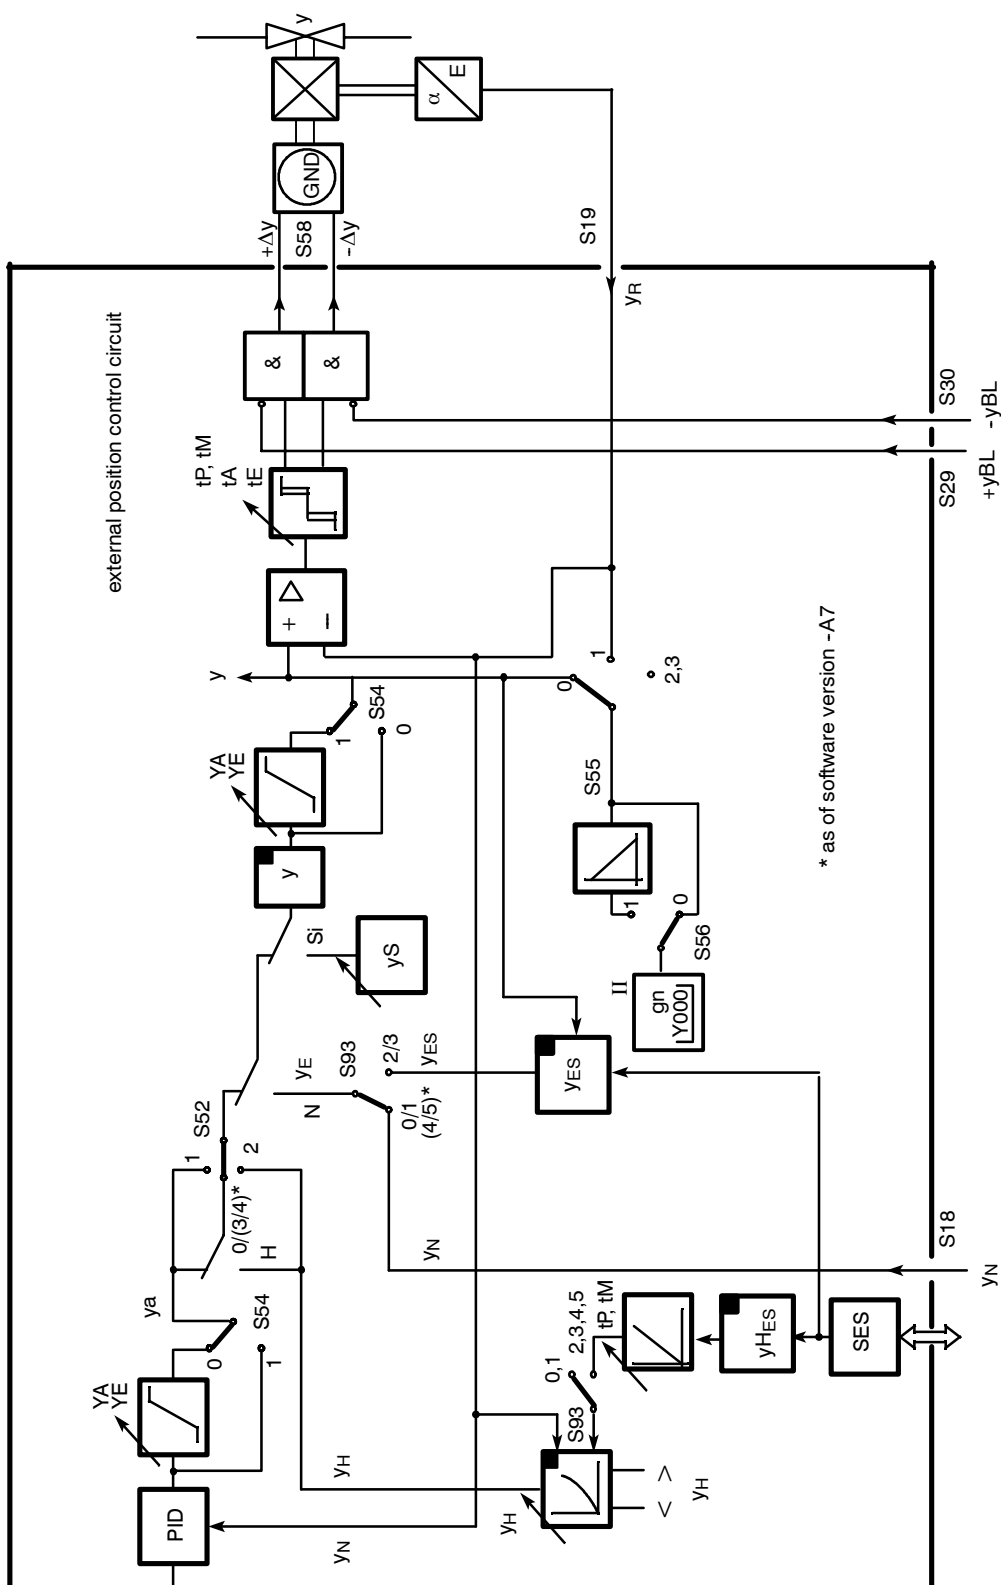 external position control circuit
PID
YA
YE
0
1
S54
ya
yH
yN
0/(3/4)*
H
1
2
S52
N
yE
S93
0/1
(4/5)*
2/3
yES
yN
Si
yS
y
YA
YE
1
0
S54
y
+
–
tP, tM
tA
tE
&
&
+Δy
S58
-Δy
GND
y
α
E
S19
yR
yH
S93
0,1
2,3,4,5
tP, tM
yH
< >
yHES
SES
yES
II
gn
Y000
1
0
S56
S55
0
1
2,3
* as of software version -A7
S18
yN
S29
+yBL
S30
-yBL